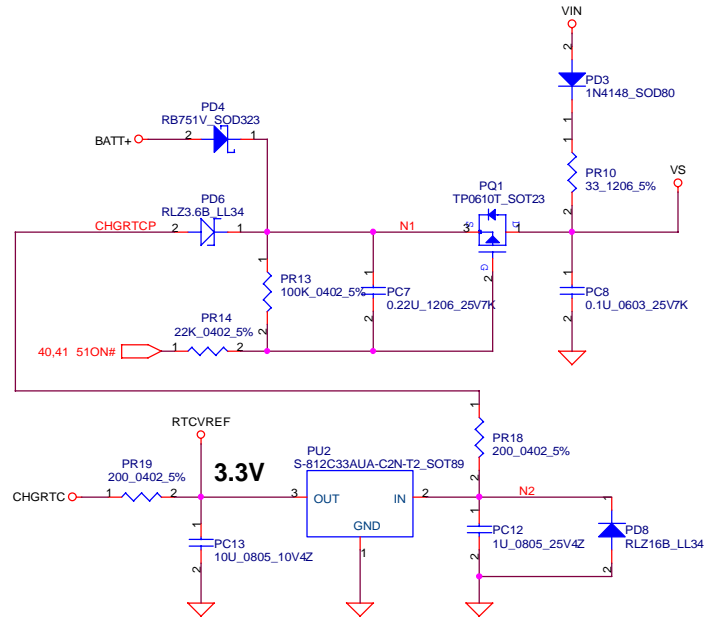 VIN
2
PD3
1N4148_SOD80
1
PD4
RB751V_SOD323
BATT+
2
1
1
PR10
33_1206_5%
2
VS
PQ1
TP0610T_SOT23
PD6
RLZ3.6B_LL34
CHGRTCP
2
1
N1
3
S
D
1
G
2
1
PR13
100K_0402_5%
2
1
PC7
0.22U_1206_25V7K
2
1
PC8
0.1U_0603_25V7K
2
PR14
22K_0402_5%
40,41 51ON#
1
2
1
PR18
200_0402_5%
2
RTCVREF
PR19
200_0402_5%
CHGRTC
1
2
3.3V
PU2
S-812C33AUA-C2N-T2_SOT89
3
OUT
IN
2
GND
1
N2
1
PC13
10U_0805_10V4Z
2
1
PC12
1U_0805_25V4Z
2
1
PD8
RLZ16B_LL34
2